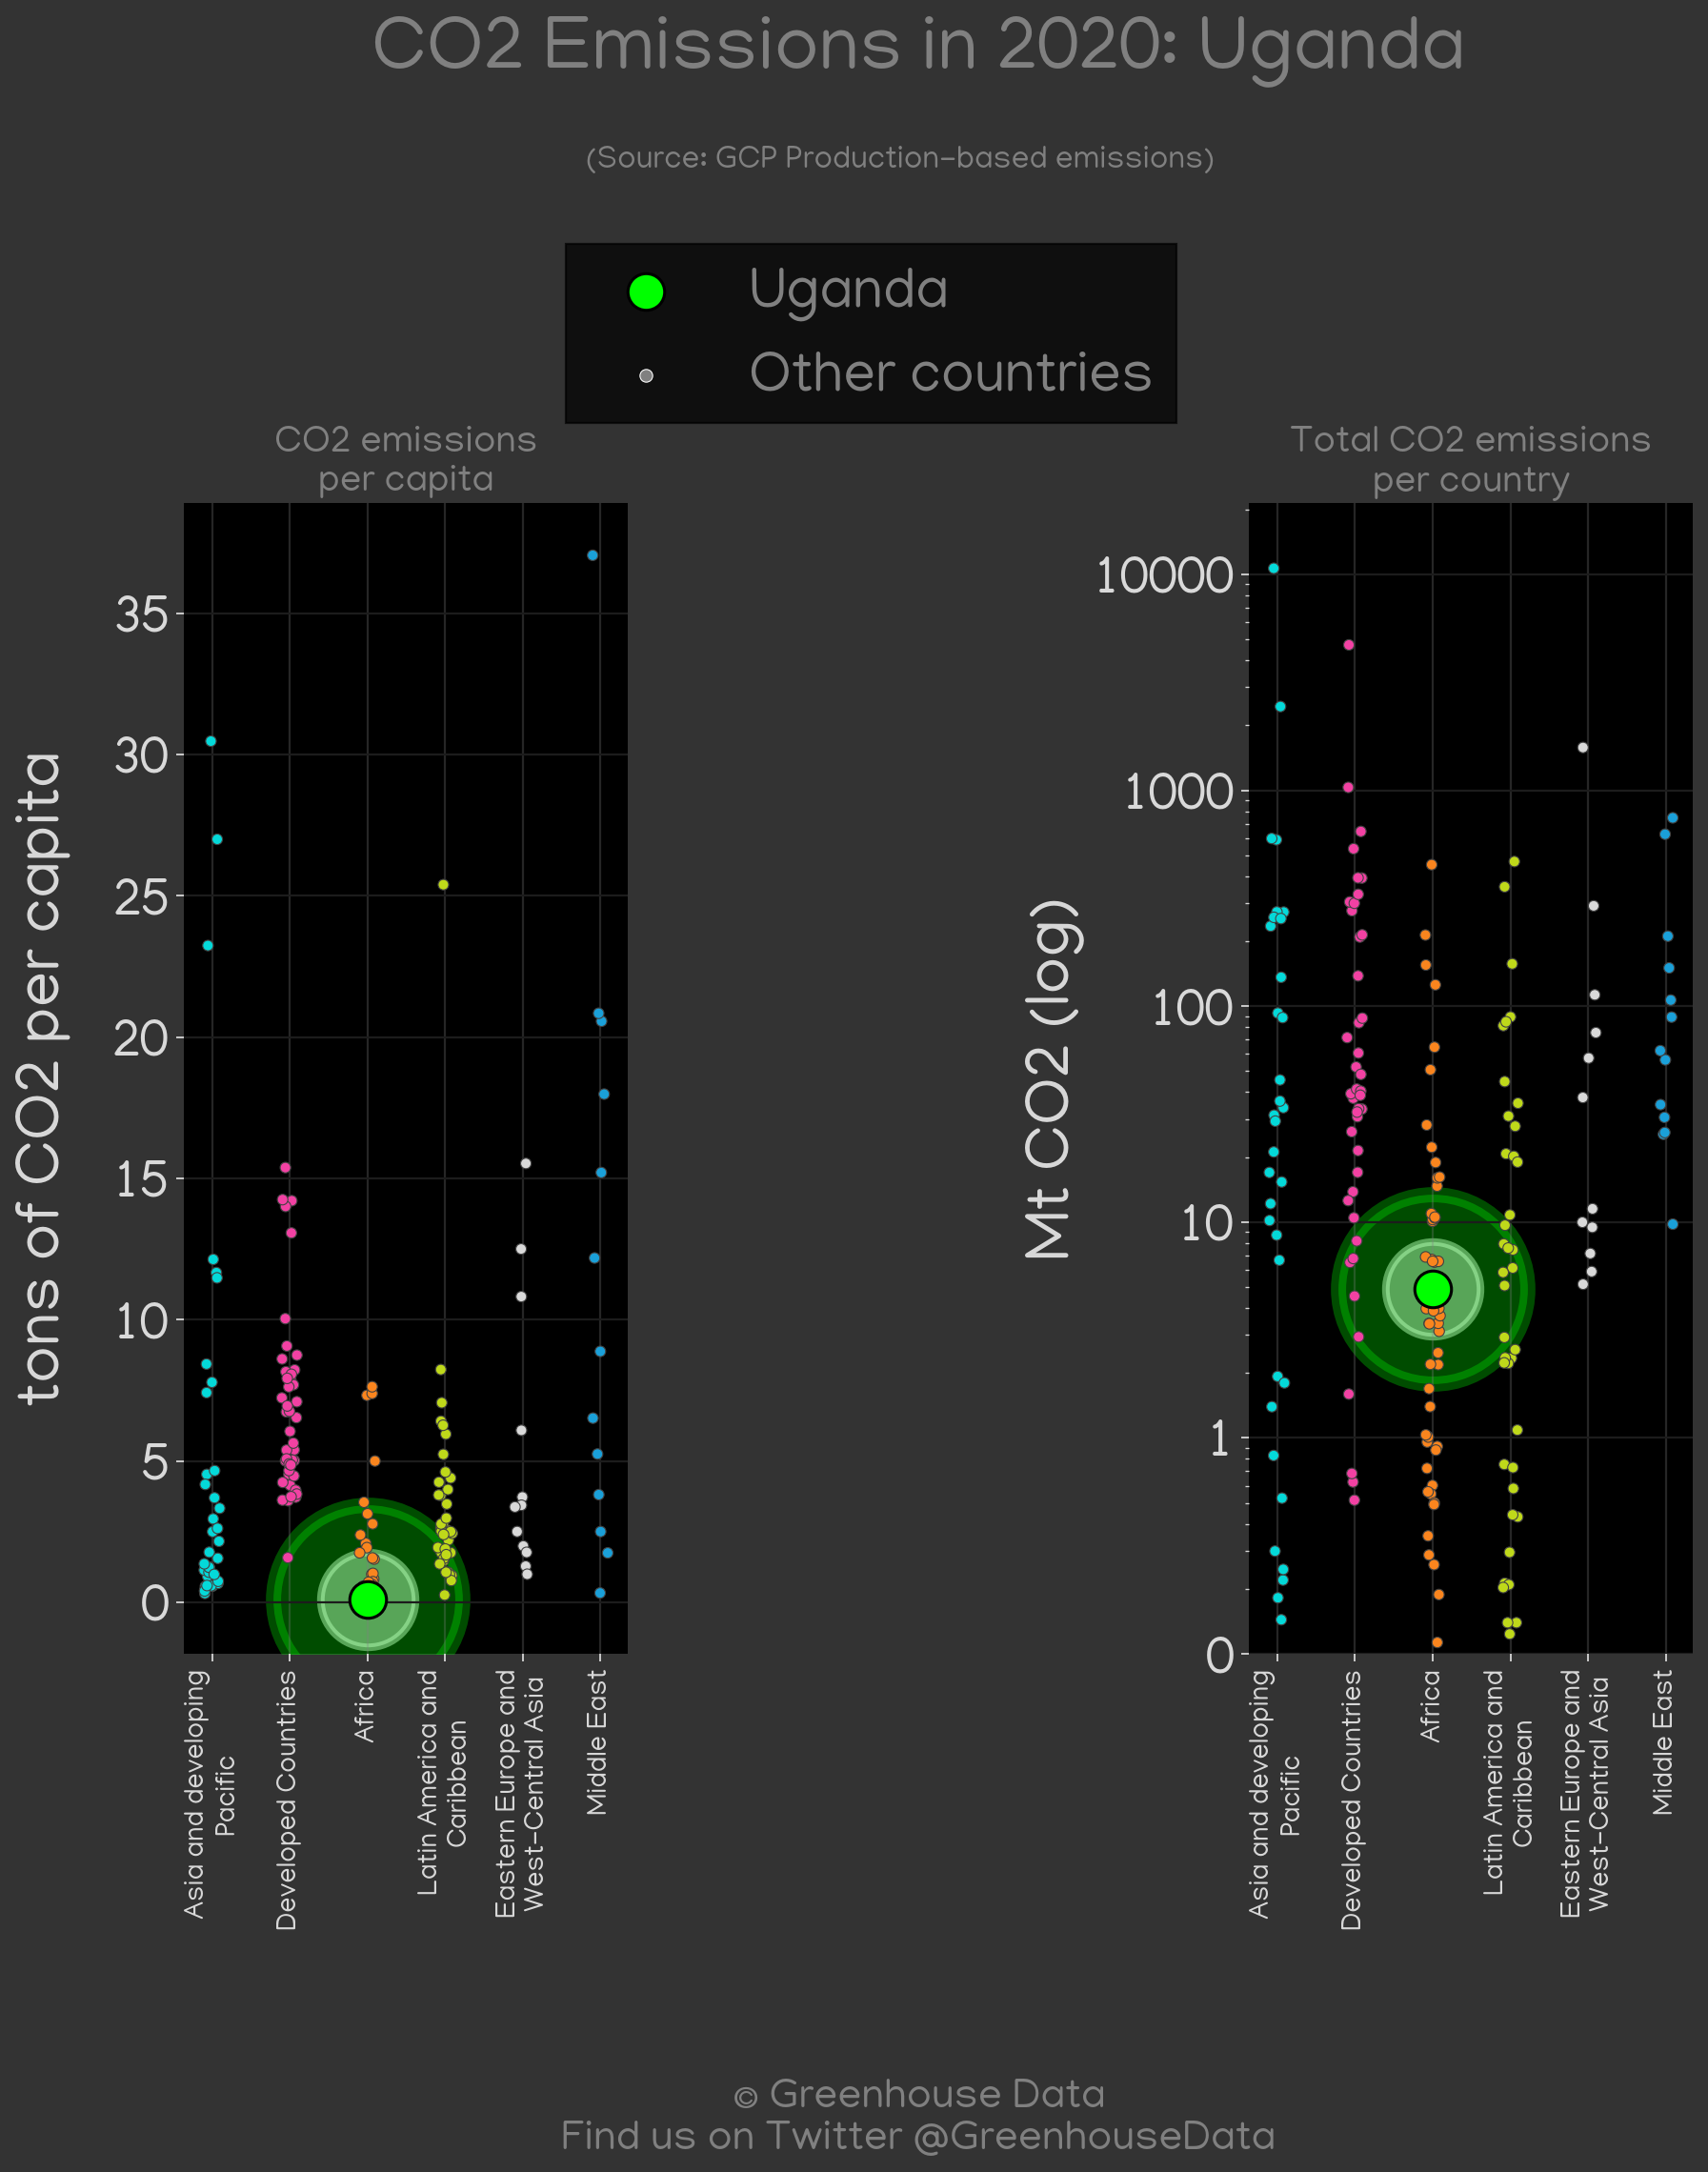 CO2 Emissions in 2020: Uganda
(Source: GCP Production-based emissions)
Uganda
Other countries
CO2 emissions
per capita
tons of CO2 per capita
35
30
25
20
15
10
5
0
Asia and developing
Pacific
Developed Countries
Africa
Latin America and
Caribbean
Eastern Europe and
West-Central Asia
Middle East
Total CO2 emissions
per country
Mt CO2 (log)
10000
1000
100
10
1
0
Asia and developing
Pacific
Developed Countries
Africa
Latin America and
Caribbean
Eastern Europe and
West-Central Asia
Middle East
© Greenhouse Data
Find us on Twitter @GreenhouseData